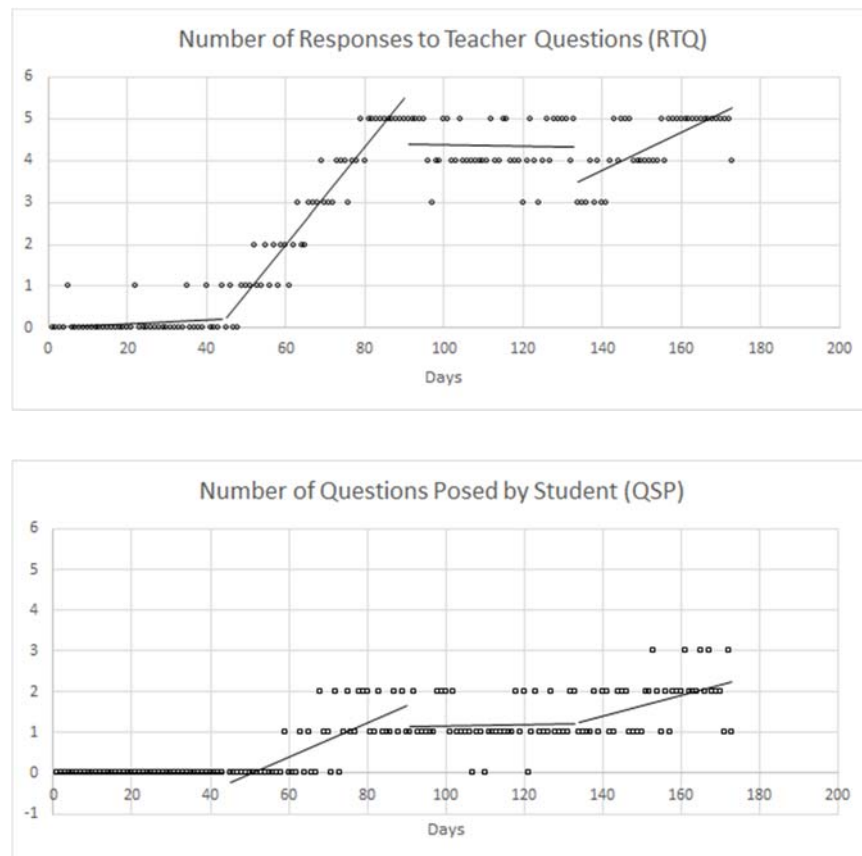 Number of Responses to Teacher Questions (RTQ)
6
5
4
3
2
1
0
0 20 40 60 80 100 120 140 160 180 200
Days
Number of Questions Posed by Student (QSP)
6
5
4
3
2
1
0
-1
0 20 40 60 80 100 120 140 160 180 200
Days